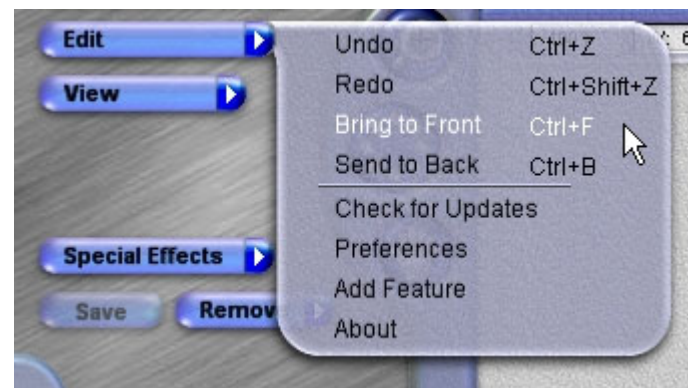 Edit
View
Special Effects
Save
Remov
Undo Ctrl+Z
Redo Ctrl+Shift+Z
Bring to Front Ctrl+F
Send to Back Ctrl+B
Check for Updates
Preferences
Add Feature
About